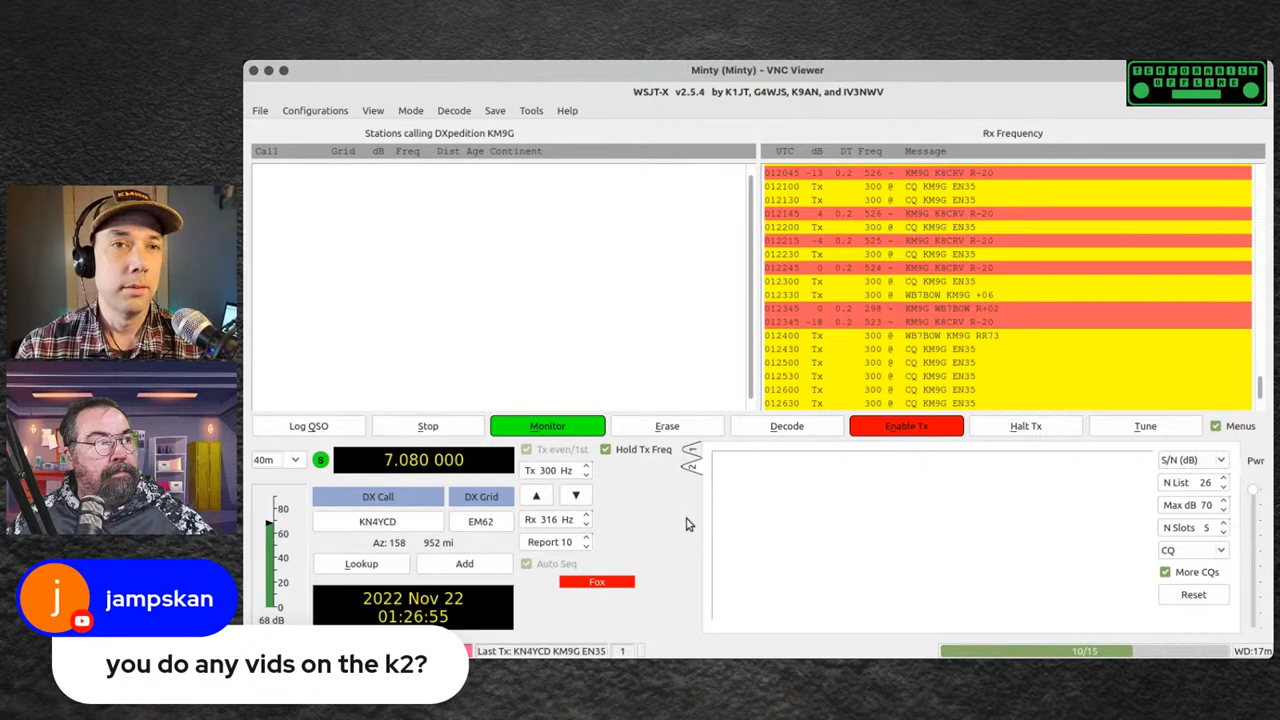 Minty (Minty) - VNC Viewer
TEMPORARILY
OFFLINE
WSJT-X v2.5.4 by K1JT, G4WJS, K9AN, and IV3NWV
File Configurations View Mode Decode Save Tools Help
Stations calling DXpedition KM9G
Call Grid dB Freq Dist Age Continent
Rx Frequency
UTC dB DT Freq Message
012045 -13 0.2 526 ~ KM9G K8CRV R-20
012100 Tx 300 @ CQ KM9G EN35
012130 Tx 300 @ CQ KM9G EN35
012145 4 0.2 526 ~ KM9G K8CRV R-20
012200 Tx 300 @ CQ KM9G EN35
012215 -4 0.2 525 ~ KM9G K8CRV R-20
012230 Tx 300 @ CQ KM9G EN35
012245 0 0.2 524 ~ KM9G K8CRV R-20
012300 Tx 300 @ CQ KM9G EN35
012330 Tx 300 @ WB7BOW KM9G +06
012345 0 0.2 298 ~ KM9G WB7BOW R+02
012345 -18 0.2 523 ~ KM9G K8CRV R-20
012400 Tx 300 @ WB7BOW KM9G RR73
012430 Tx 300 @ CQ KM9G EN35
012500 Tx 300 @ CQ KM9G EN35
012530 Tx 300 @ CQ KM9G EN35
012600 Tx 300 @ CQ KM9G EN35
012630 Tx 300 @ CQ KM9G EN35
Log QSO Stop Monitor Erase Decode Enable Tx Halt Tx Tune Menus
40m S 7.080 000
Tx even/1st Hold Tx Freq
Tx 300 Hz
DX Call DX Grid
KN4YCD EM62
Rx 316 Hz
Az: 158 952 mi
Report 10
Lookup Add
Auto Seq
Fox
2022 Nov 22
01:26:55
80
60
40
20
0
68 dB
1
2
S/N (dB)
N List 26
Max dB 70
N Slots 5
CQ
More CQs
Reset
Pwr
Last Tx: KN4YCD KM9G EN35 1 10/15 WD:17m
KM9G
j jampskan
you do any vids on the k2?